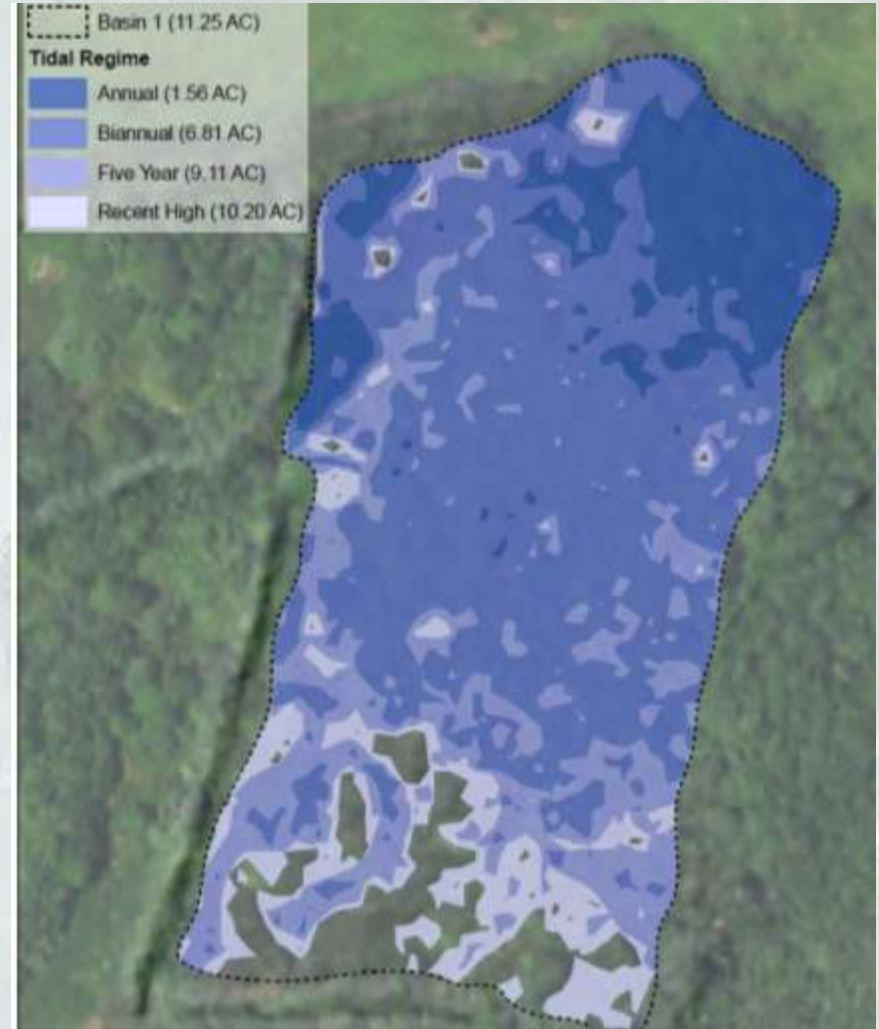 Basin 1 (11.25 AC)
Tidal Regime
Annual (1.56 AC)
Biannual (6.81 AC)
Five Year (9.11 AC)
Recent High (10.20 AC)